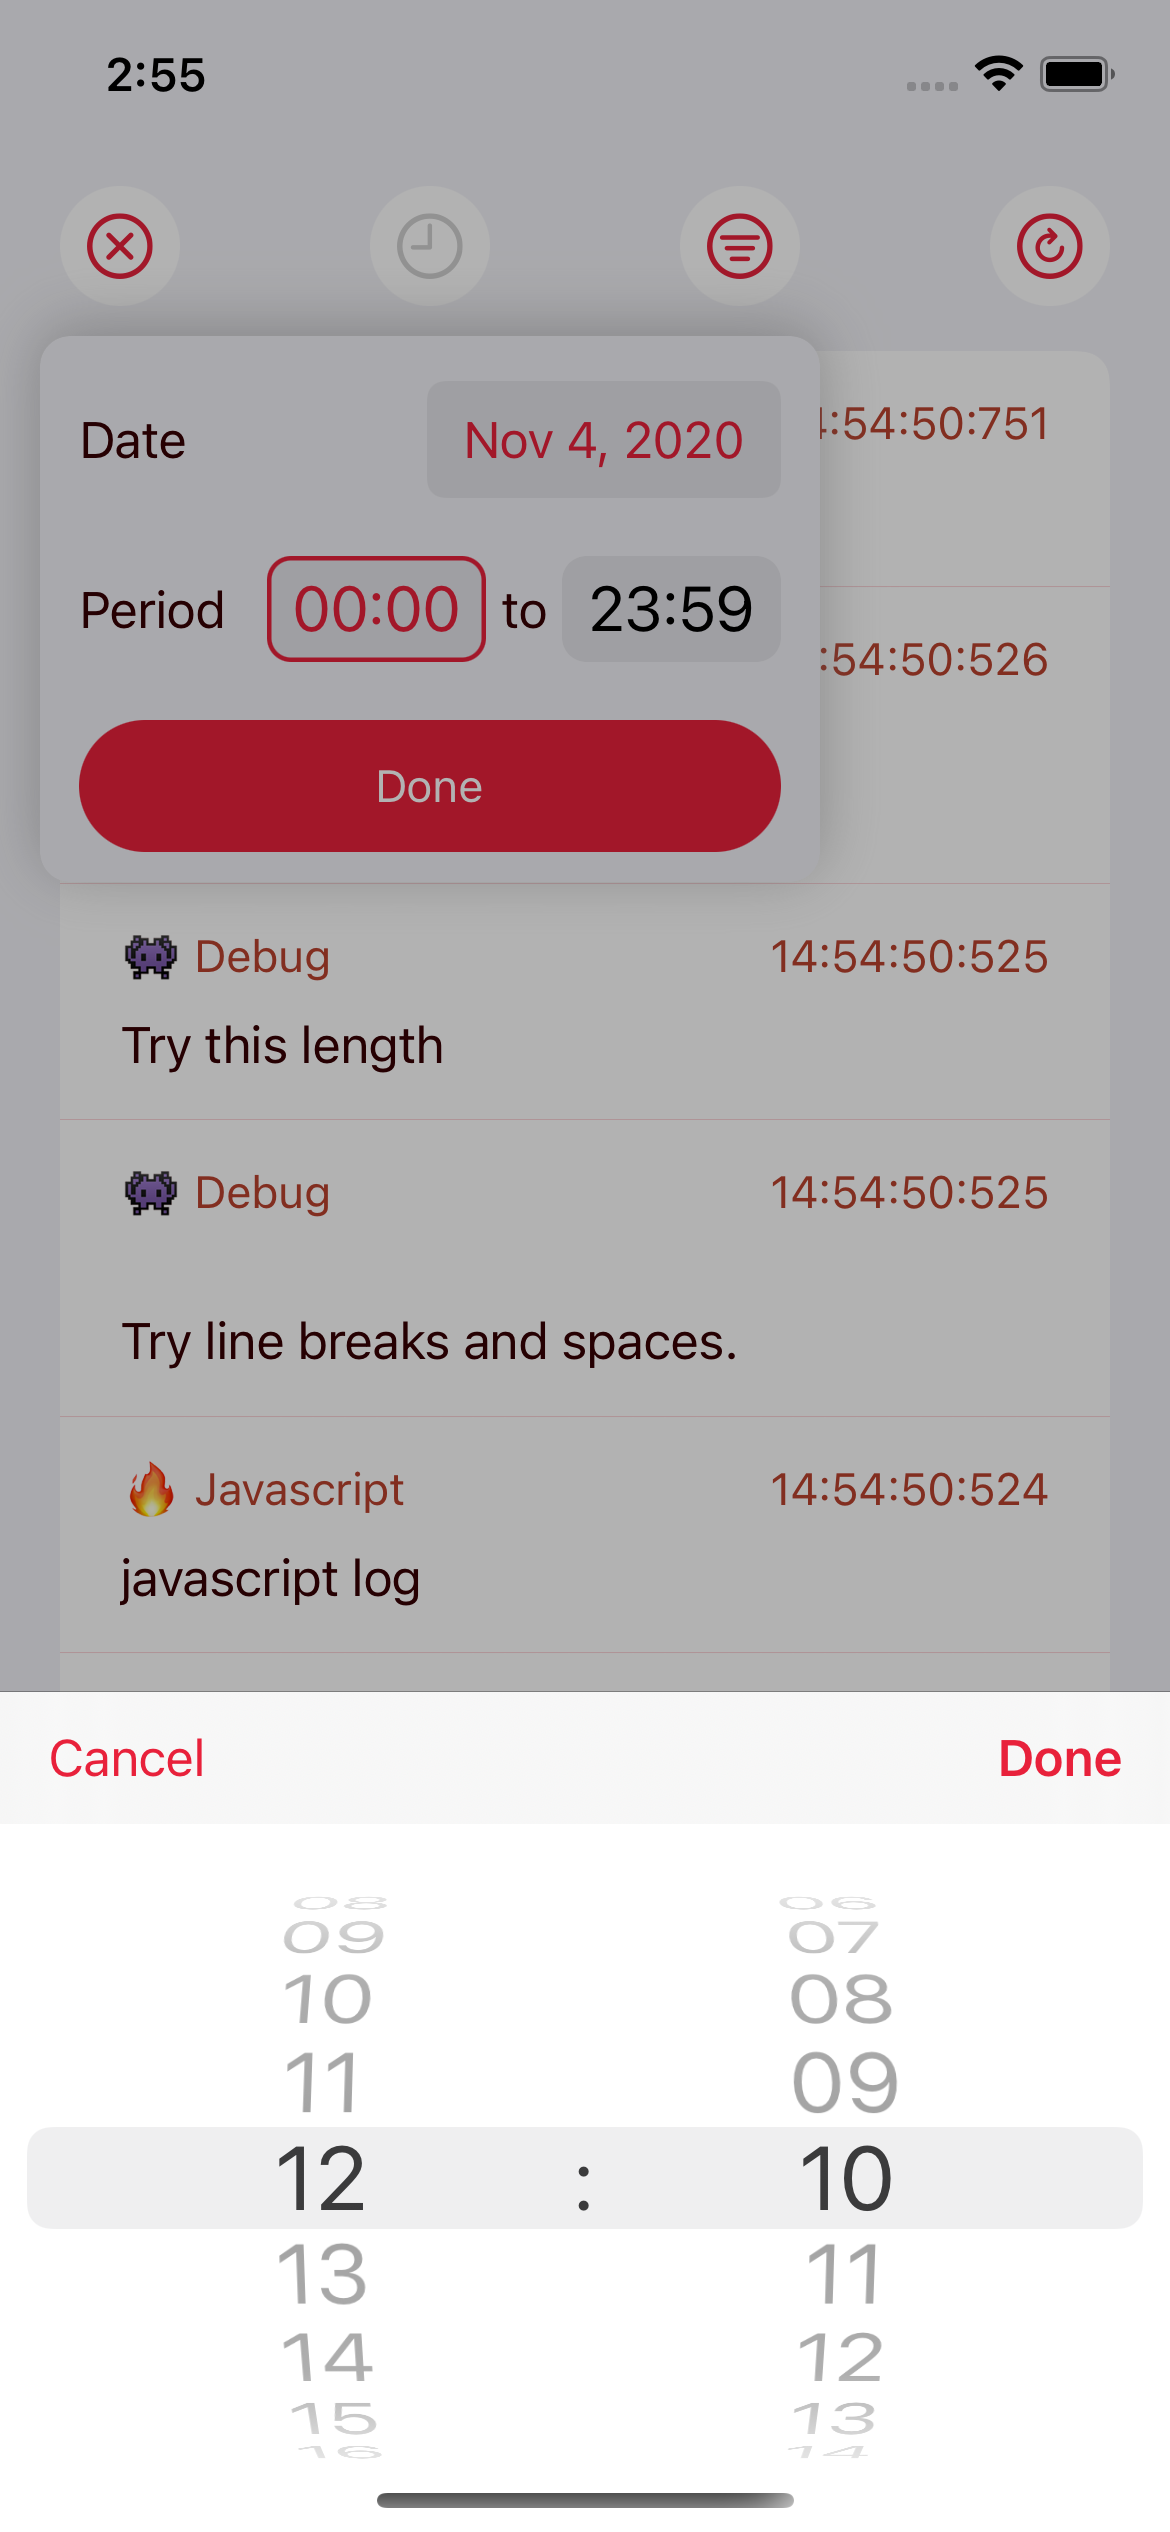 2:55
Date Nov 4, 2020
:54:50:751
Period 00:00 to 23:59
:54:50:526
Done
Debug 14:54:50:525
Try this length
Debug 14:54:50:525
Try line breaks and spaces.
Javascript 14:54:50:524
javascript log
Cancel Done
08 06
09 07
10 08
11 09
12 : 10
13 11
14 12
15 13
16 14